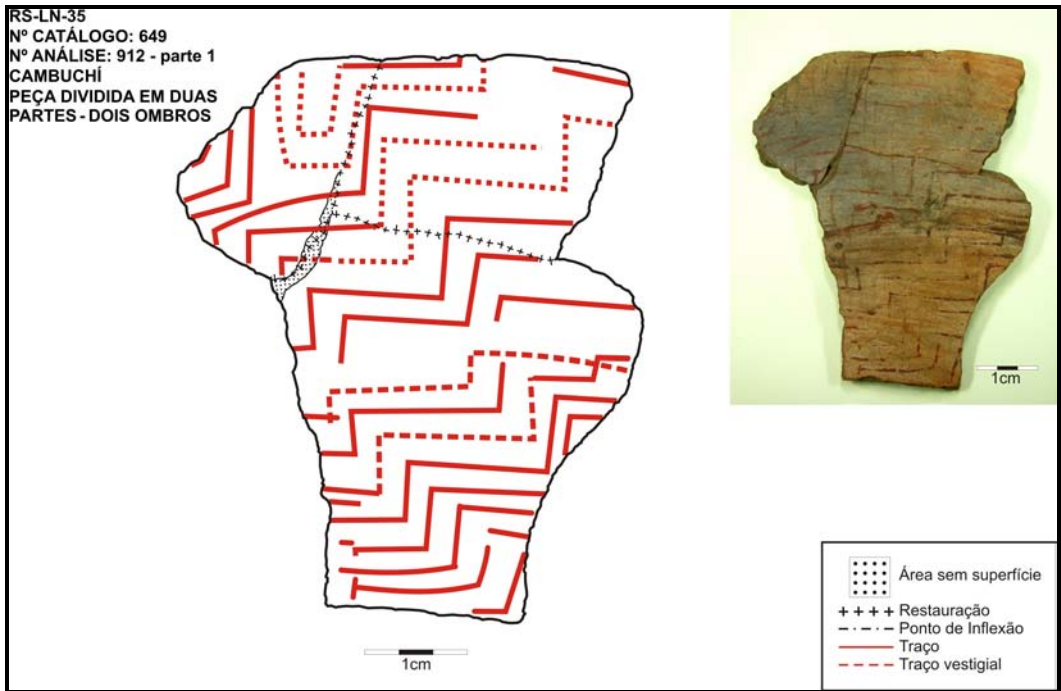 RS-LN-35
Nº CATÁLOGO: 649
Nº ANÁLISE: 912 - parte 1
CAMBUCHÍ
PEÇA DIVIDIDA EM DUAS
PARTES - DOIS OMBROS
1cm
1cm
Área sem superfície
Restauração
Ponto de Inflexão
Traço
Traço vestigial